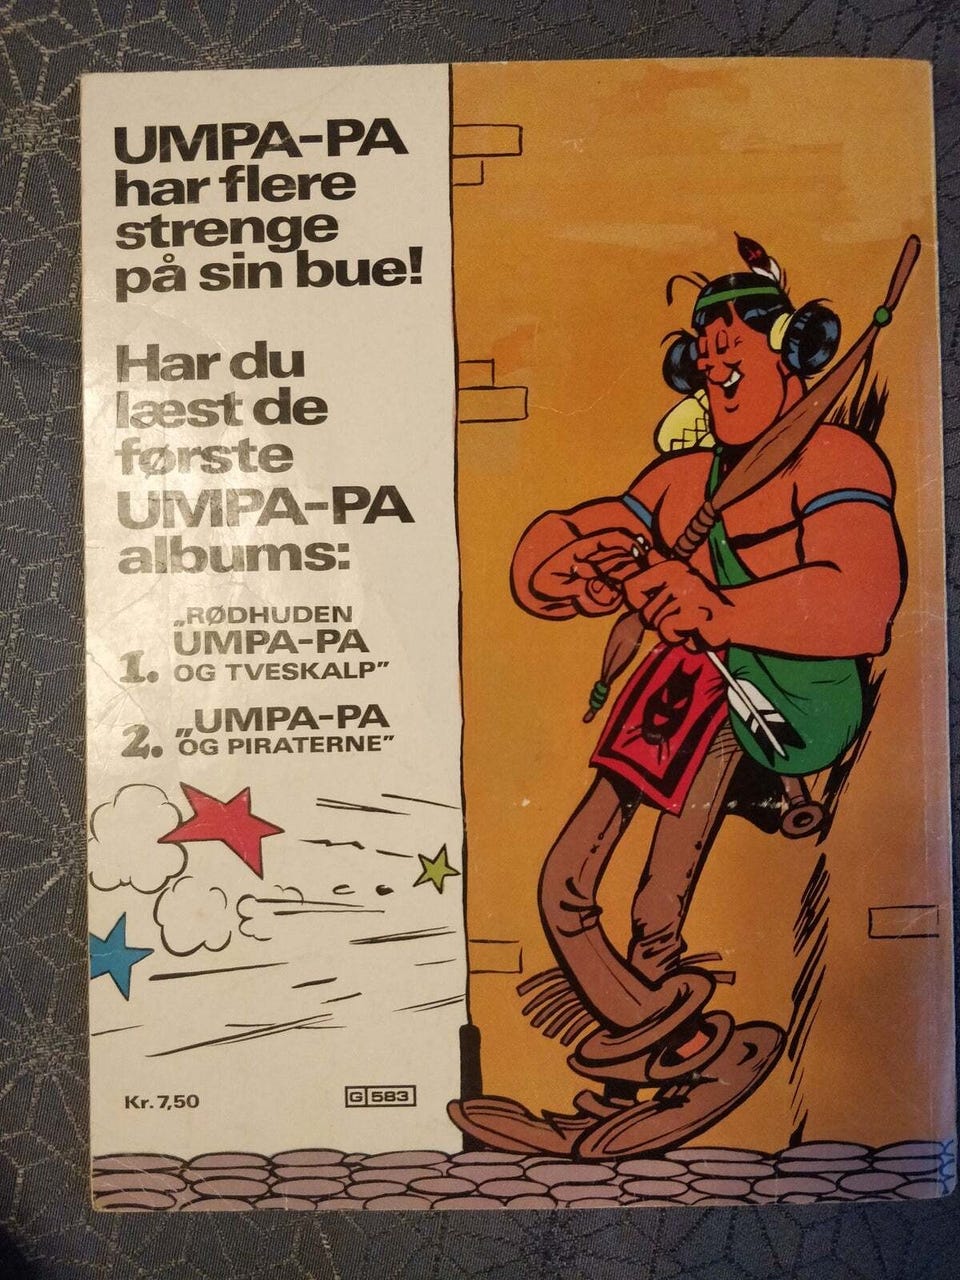 UMPA-PA
har flere
strenge
på sin bue!
Har du
læst de
første
UMPA-PA
albums:
1. „RØDHUDEN
UMPA-PA
OG TVESKALP”
2. „UMPA-PA
OG PIRATERNE”
Kr. 7,50
G 583